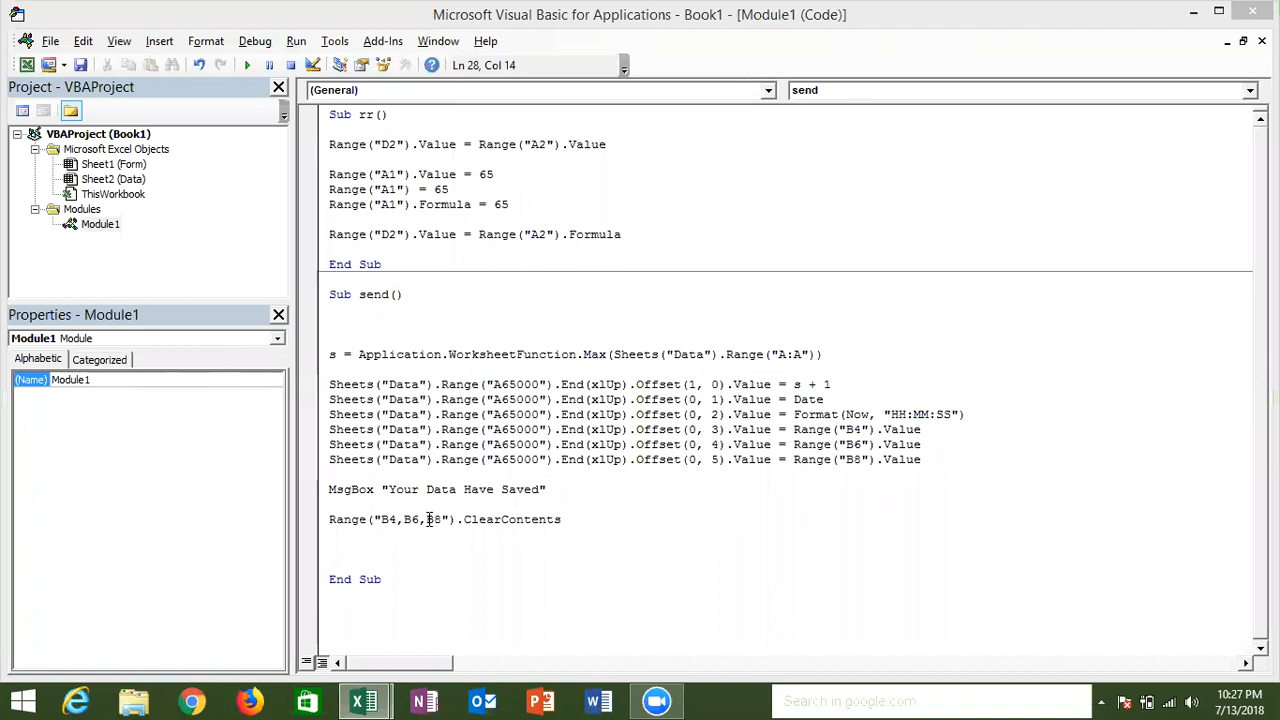 Microsoft Visual Basic for Applications - Book1 - [Module1 (Code)]
File Edit View Insert Format Debug Run Tools Add-Ins Window Help
Ln 28, Col 14
Project - VBAProject
(General)
send
VBAProject (Book1)
Microsoft Excel Objects
Sheet1 (Form)
Sheet2 (Data)
ThisWorkbook
Modules
Module1
Properties - Module1
Module1 Module
Alphabetic Categorized
(Name) Module1
Sub rr()
Range("D2").Value = Range("A2").Value
Range("A1").Value = 65
Range("A1") = 65
Range("A1").Formula = 65
Range("D2").Value = Range("A2").Formula
End Sub
Sub send()
s = Application.WorksheetFunction.Max(Sheets("Data").Range("A:A"))
Sheets("Data").Range("A65000").End(xlUp).Offset(1, 0).Value = s + 1
Sheets("Data").Range("A65000").End(xlUp).Offset(0, 1).Value = Date
Sheets("Data").Range("A65000").End(xlUp).Offset(0, 2).Value = Format(Now, "HH:MM:SS")
Sheets("Data").Range("A65000").End(xlUp).Offset(0, 3).Value = Range("B4").Value
Sheets("Data").Range("A65000").End(xlUp).Offset(0, 4).Value = Range("B6").Value
Sheets("Data").Range("A65000").End(xlUp).Offset(0, 5).Value = Range("B8").Value
MsgBox "Your Data Have Saved"
Range("B4,B6,B8").ClearContents
End Sub
Search in google.com
10:27 PM
7/13/2018